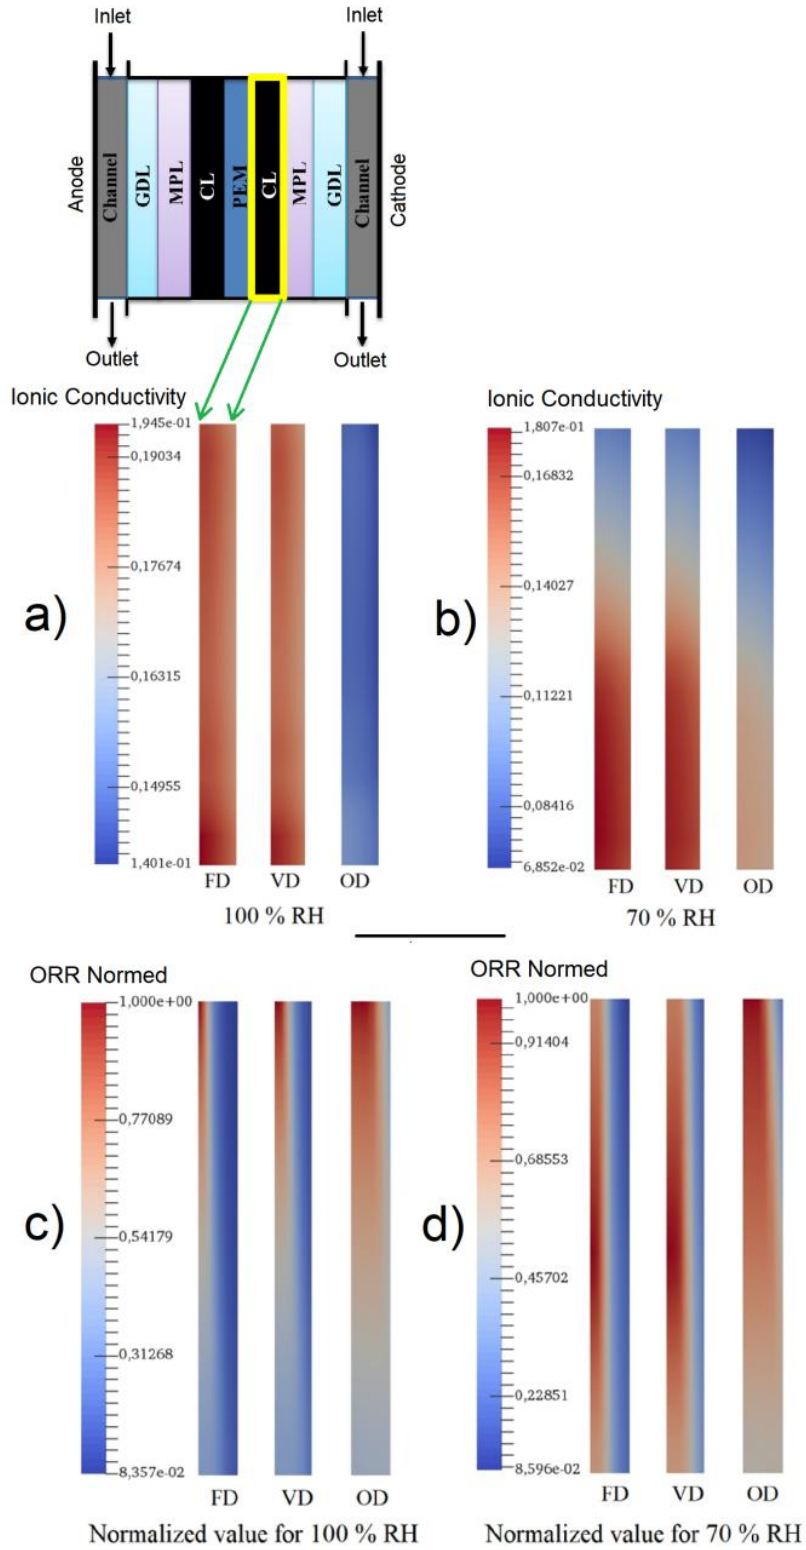 Inlet
Inlet
Anode
Channel
GDL
MPL
CL
PEM
CL
MPL
GDL
Channel
Cathode
Outlet
Outlet
Ionic Conductivity
1,945e-01
0,19034
0,17674
0,16315
0,14955
1,401e-01
a)
FD VD OD
100 % RH
Ionic Conductivity
1,807e-01
0,16832
0,14027
0,11221
0,08416
6,852e-02
b)
FD VD OD
70 % RH
ORR Normed
1,000e+00
0,77089
0,54179
0,31268
8,357e-02
c)
FD VD OD
Normalized value for 100 % RH
ORR Normed
1,000e+00
0,91404
0,68553
0,45702
0,22851
8,596e-02
d)
FD VD OD
Normalized value for 70 % RH